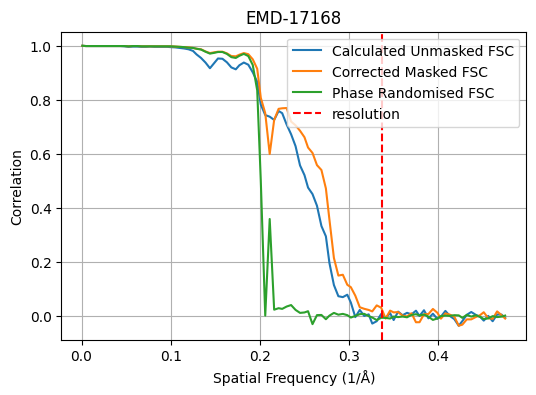 EMD-17168
Calculated Unmasked FSC
Corrected Masked FSC
Phase Randomised FSC
resolution
Correlation
1.0
0.8
0.6
0.4
0.2
0.0
0.0 0.1 0.2 0.3 0.4
Spatial Frequency (1/Å)